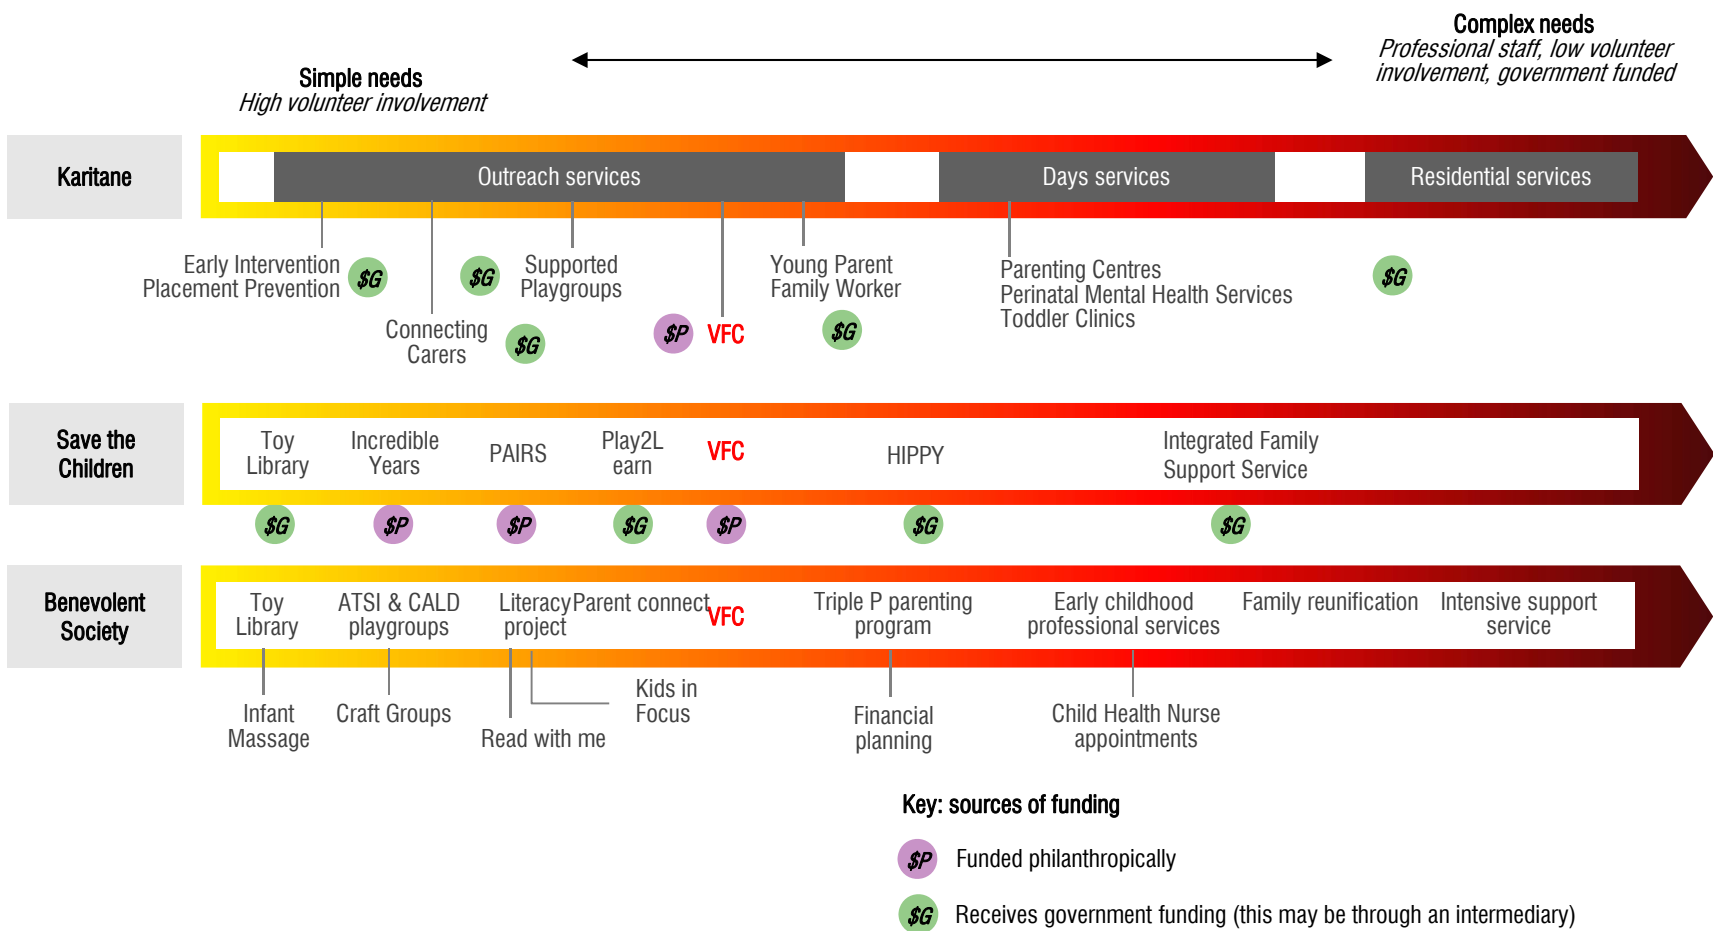 Complex needs
Professional staff, low volunteer
involvement, government funded
Simple needs
High volunteer involvement
Karitane
Outreach services
Days services
Residential services
Early Intervention
Placement Prevention
$G
Connecting
Carers
$G
Supported
Playgroups
$G
$P
VFC
Young Parent
Family Worker
$G
Parenting Centres
Perinatal Mental Health Services
Toddler Clinics
$G
Save the
Children
Toy
Library
Incredible
Years
PAIRS
Play2L
earn
VFC
HIPPY
Integrated Family
Support Service
$G
$P
$P
$G
$P
$G
$G
Benevolent
Society
Toy
Library
ATSI & CALD
playgroups
Literacy
project
Parent connect
VFC
Triple P parenting
program
Early childhood
professional services
Family reunification
Intensive support
service
Infant
Massage
Craft Groups
Read with me
Kids in
Focus
Financial
planning
Child Health Nurse
appointments
Key: sources of funding
$P Funded philanthropically
$G Receives government funding (this may be through an intermediary)